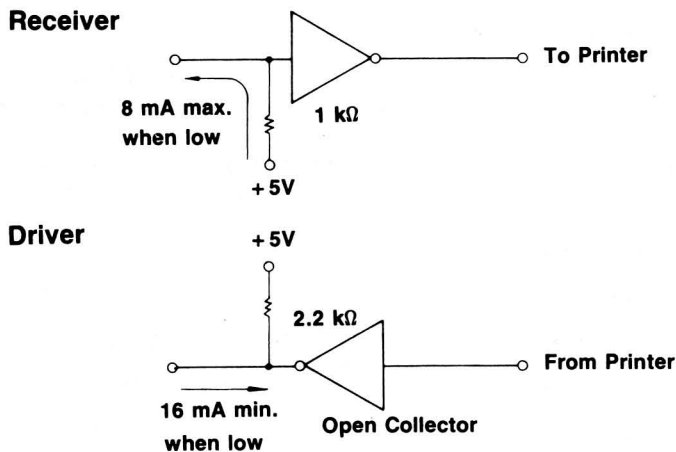 Receiver
To Printer
8 mA max.
when low
1 kΩ
+5V
Driver
+5V
2.2 kΩ
From Printer
16 mA min.
when low
Open Collector